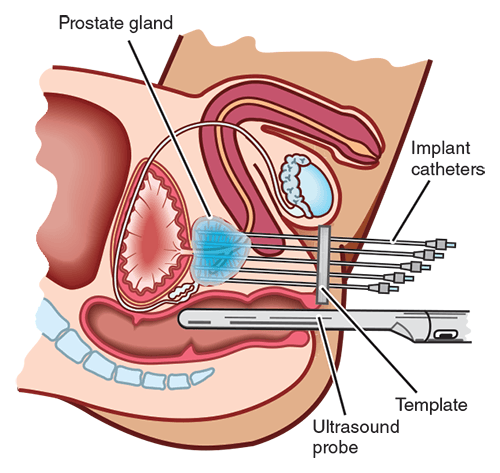 Prostate gland
Implant
catheters
Template
Ultrasound
probe